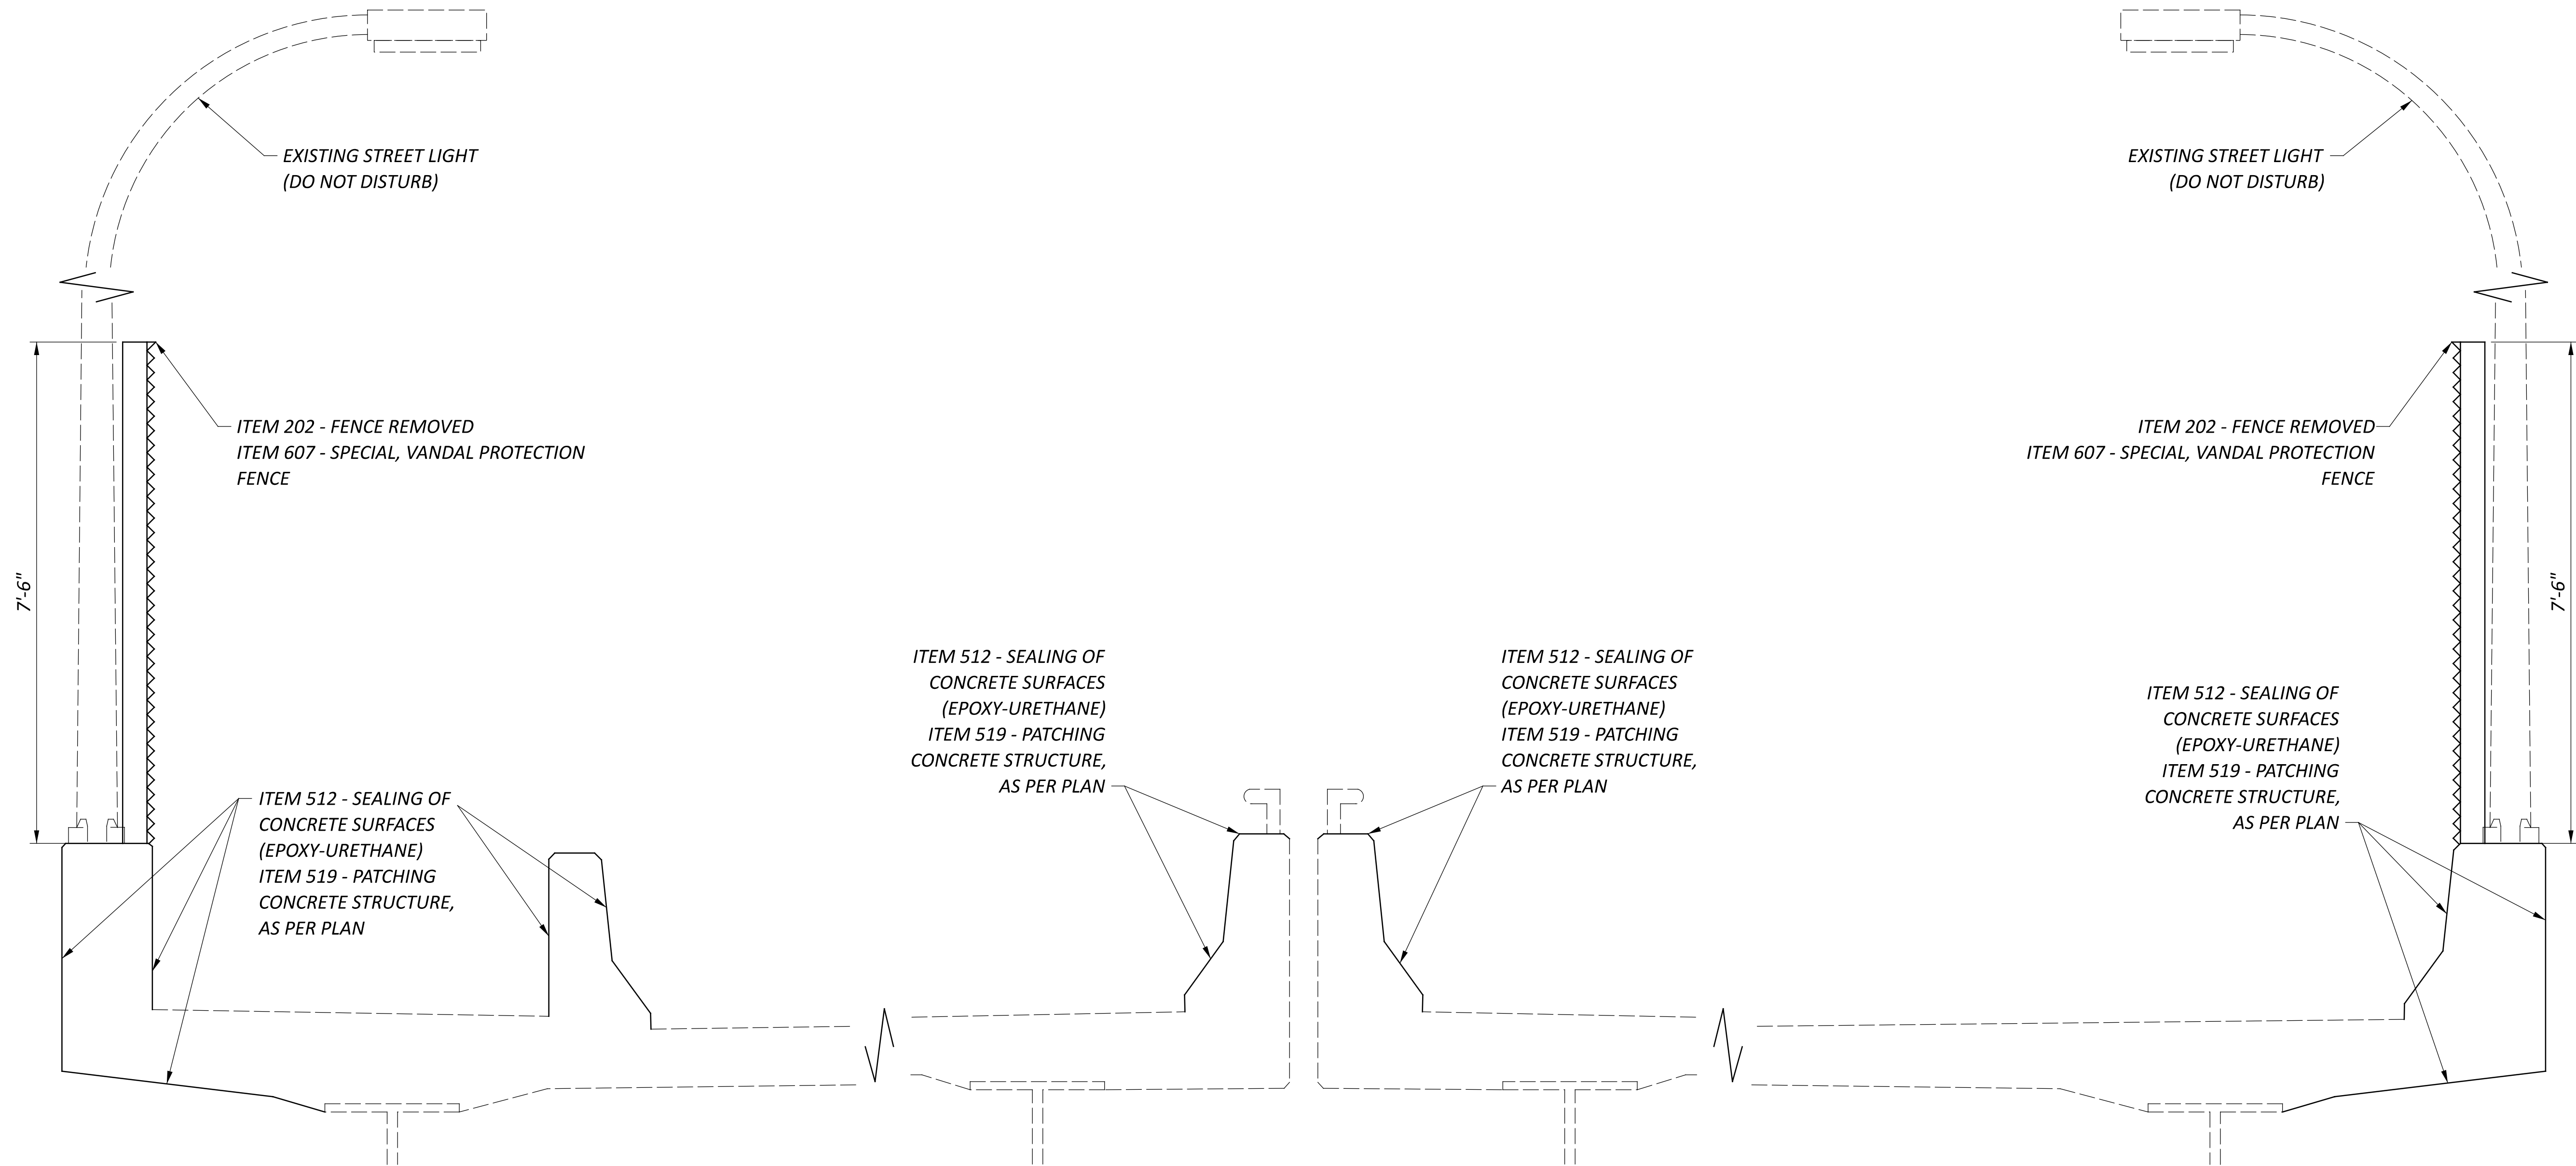 EXISTING STREET LIGHT
(DO NOT DISTURB)
EXISTING STREET LIGHT
(DO NOT DISTURB)
ITEM 202 - FENCE REMOVED
ITEM 607 - SPECIAL, VANDAL PROTECTION
FENCE
ITEM 202 - FENCE REMOVED
ITEM 607 - SPECIAL, VANDAL PROTECTION
FENCE
7'-6"
7'-6"
ITEM 512 - SEALING OF
CONCRETE SURFACES
(EPOXY-URETHANE)
ITEM 519 - PATCHING
CONCRETE STRUCTURE,
AS PER PLAN
ITEM 512 - SEALING OF
CONCRETE SURFACES
(EPOXY-URETHANE)
ITEM 519 - PATCHING
CONCRETE STRUCTURE,
AS PER PLAN
ITEM 512 - SEALING OF
CONCRETE SURFACES
(EPOXY-URETHANE)
ITEM 519 - PATCHING
CONCRETE STRUCTURE,
AS PER PLAN
ITEM 512 - SEALING OF
CONCRETE SURFACES
(EPOXY-URETHANE)
ITEM 519 - PATCHING
CONCRETE STRUCTURE,
AS PER PLAN